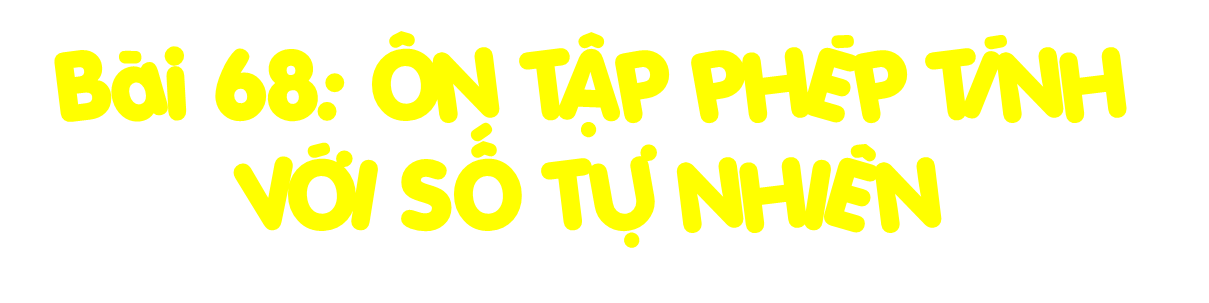 Bài 68: ÔN TẬP PHÉP TÍNH
VỚI SỐ TỰ NHIÊN